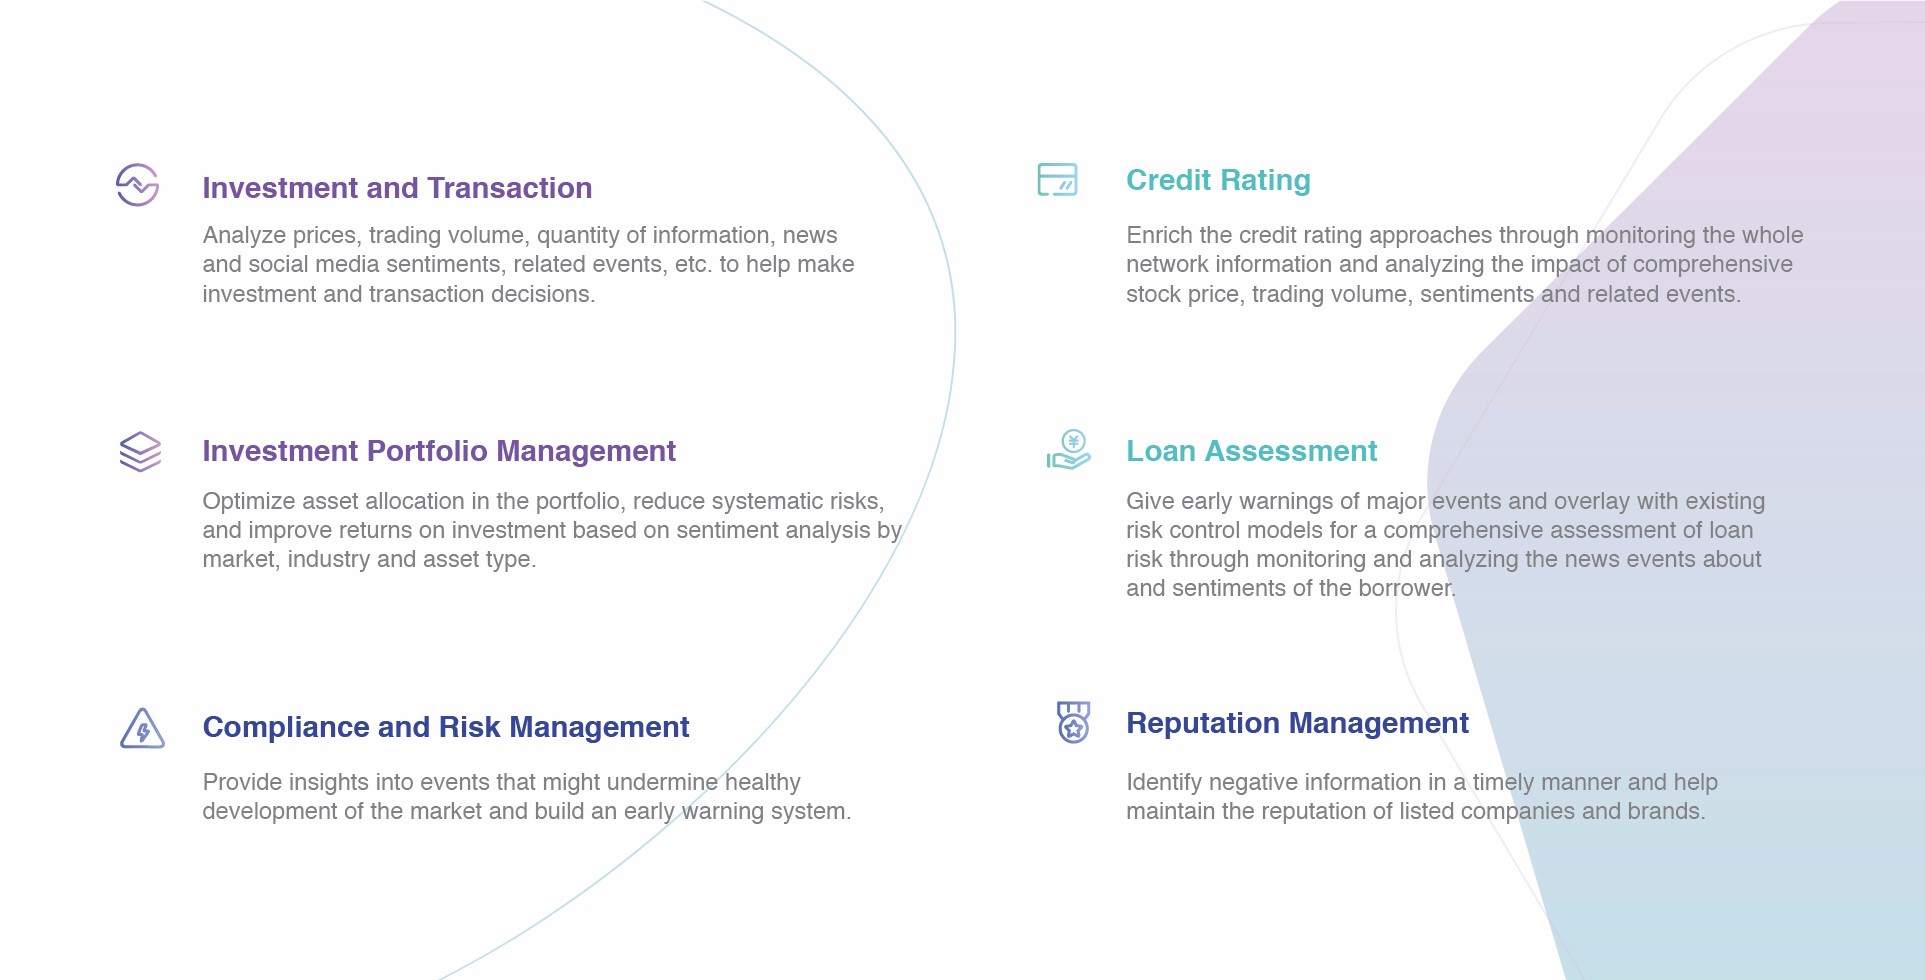 Investment and Transaction
Analyze prices, trading volume, quantity of information, news
and social media sentiments, related events, etc. to help make
investment and transaction decisions.
Credit Rating
Enrich the credit rating approaches through monitoring the whole
network information and analyzing the impact of comprehensive
stock price, trading volume, sentiments and related events.
Investment Portfolio Management
Optimize asset allocation in the portfolio, reduce systematic risks,
and improve returns on investment based on sentiment analysis by
market, industry and asset type.
¥
Loan Assessment
Give early warnings of major events and overlay with existing
risk control models for a comprehensive assessment of loan
risk through monitoring and analyzing the news events about
and sentiments of the borrower.
Compliance and Risk Management
Provide insights into events that might undermine healthy
development of the market and build an early warning system.
Reputation Management
Identify negative information in a timely manner and help
maintain the reputation of listed companies and brands.